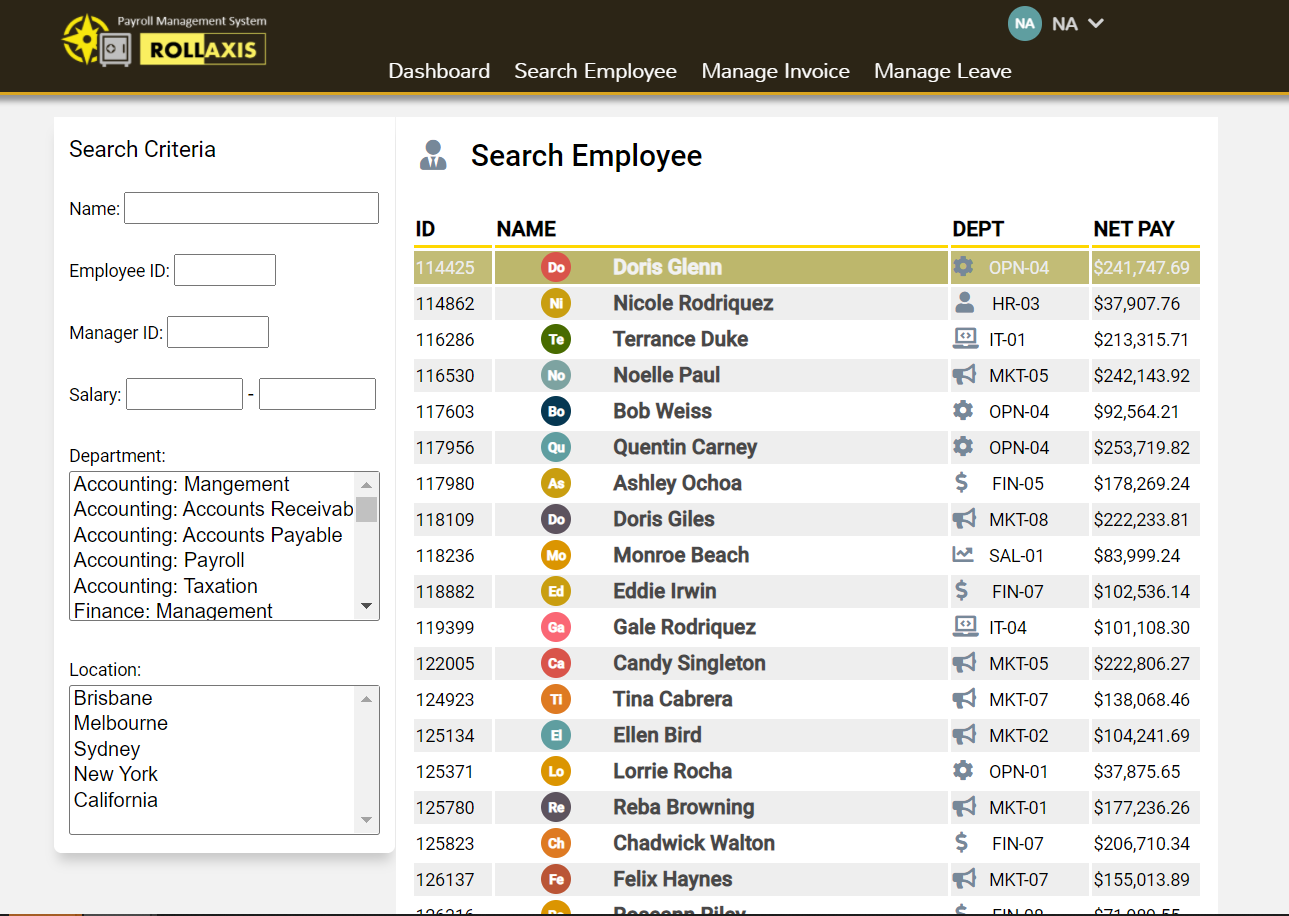 Payroll Management System
ROLLAXIS
NA NA
Dashboard Search Employee Manage Invoice Manage Leave
Search Criteria
Name:
Employee ID:
Manager ID:
Salary: -
Department:
Accounting: Mangement
Accounting: Accounts Receivab
Accounting: Accounts Payable
Accounting: Payroll
Accounting: Taxation
Finance: Management
Location:
Brisbane
Melbourne
Sydney
New York
California
Search Employee
ID NAME DEPT NET PAY
114425 Do Doris Glenn OPN-04 $241,747.69
114862 Ni Nicole Rodriquez HR-03 $37,907.76
116286 Te Terrance Duke IT-01 $213,315.71
116530 No Noelle Paul MKT-05 $242,143.92
117603 Bo Bob Weiss OPN-04 $92,564.21
117956 Qu Quentin Carney OPN-04 $253,719.82
117980 As Ashley Ochoa FIN-05 $178,269.24
118109 Do Doris Giles MKT-08 $222,233.81
118236 Mo Monroe Beach SAL-01 $83,999.24
118882 Ed Eddie Irwin FIN-07 $102,536.14
119399 Ga Gale Rodriquez IT-04 $101,108.30
122005 Ca Candy Singleton MKT-05 $222,806.27
124923 Ti Tina Cabrera MKT-07 $138,068.46
125134 El Ellen Bird MKT-02 $104,241.69
125371 Lo Lorrie Rocha OPN-01 $37,875.65
125780 Re Reba Browning MKT-01 $177,236.26
125823 Ch Chadwick Walton FIN-07 $206,710.34
126137 Fe Felix Haynes MKT-07 $155,013.89